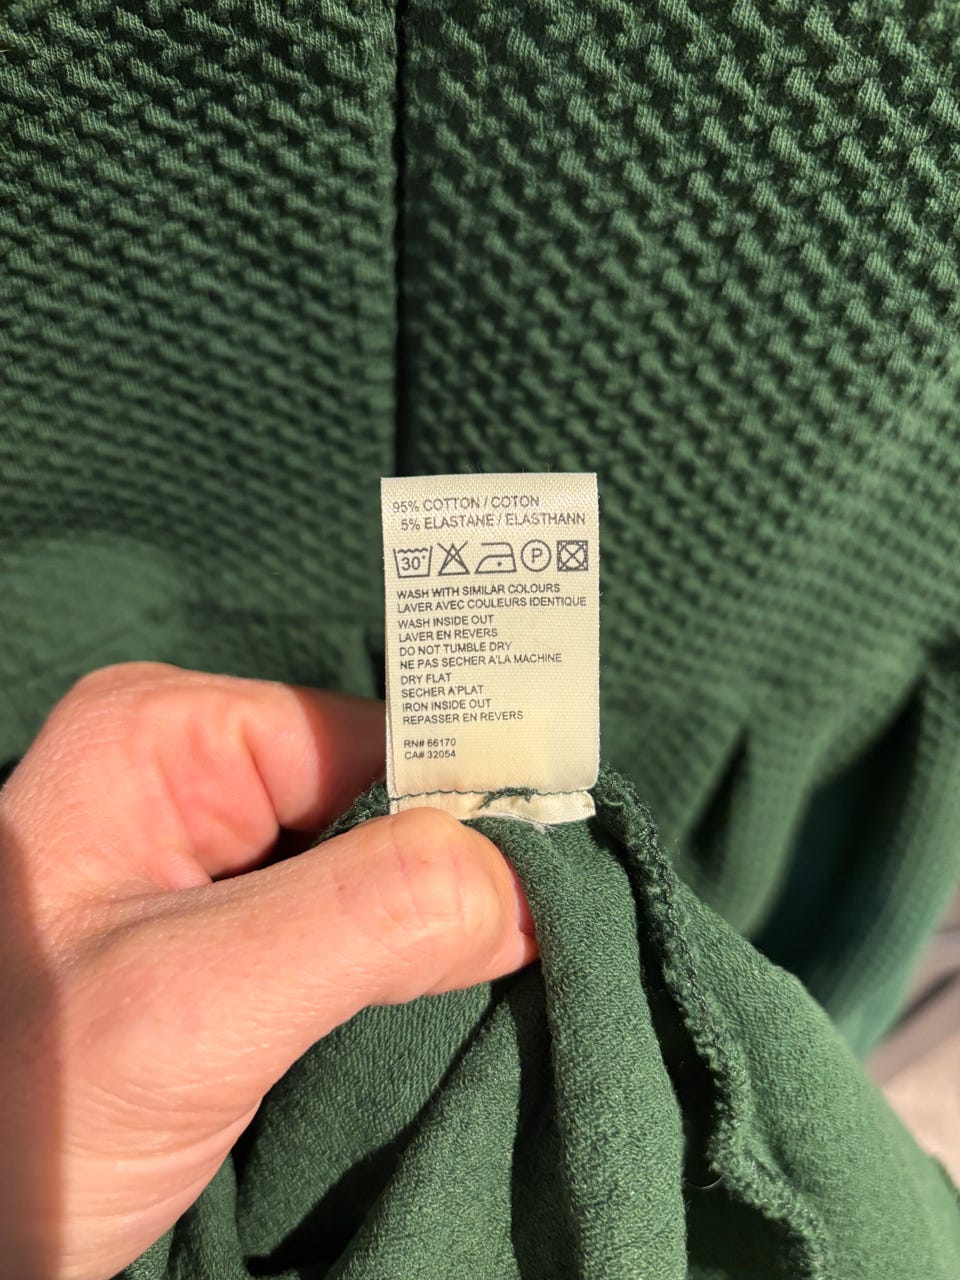 95% COTTON / COTON
5% ELASTANE / ELASTHANN
30° P
WASH WITH SIMILAR COLOURS
LAVER AVEC COULEURS IDENTIQUE
WASH INSIDE OUT
LAVER EN REVERS
DO NOT TUMBLE DRY
NE PAS SECHER A'LA MACHINE
DRY FLAT
SECHER A'PLAT
IRON INSIDE OUT
REPASSER EN REVERS
RN# 66170
CA# 32054